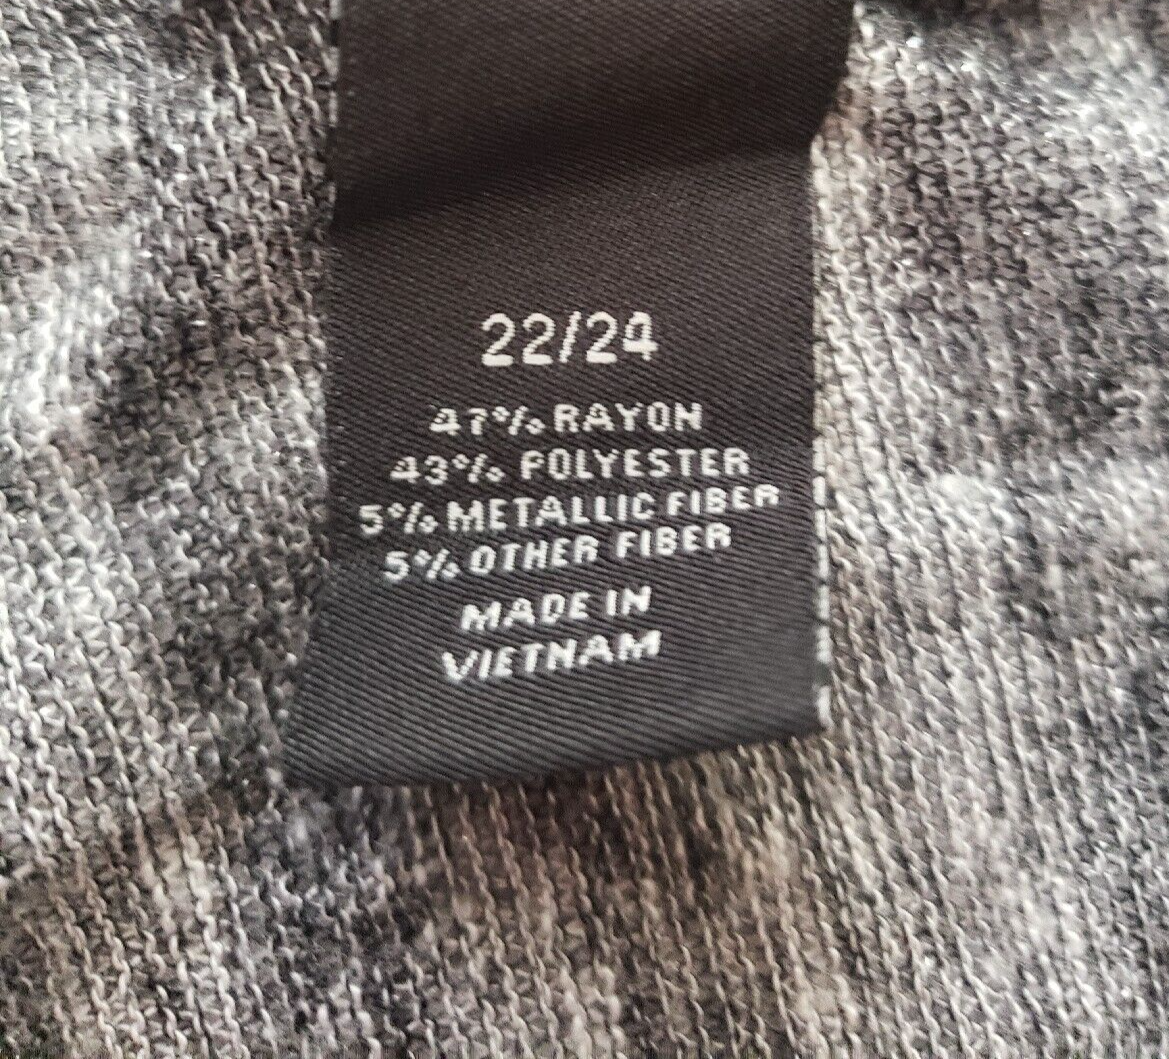 22/24
47% RAYON
43% POLYESTER
5% METALLIC FIBER
5% OTHER FIBER
MADE IN
VIETNAM